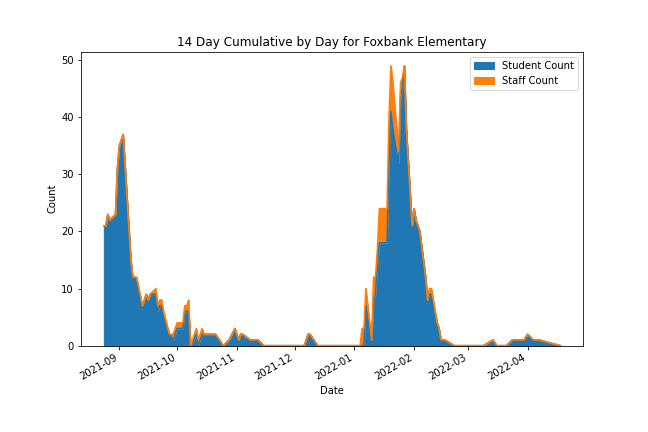 14 Day Cumulative by Day for Foxbank Elementary
50
40
30
20
10
0
Count
Student Count
Staff Count
2021-09
2021-10
2021-11
2021-12
2022-01
2022-02
2022-03
2022-04
Date